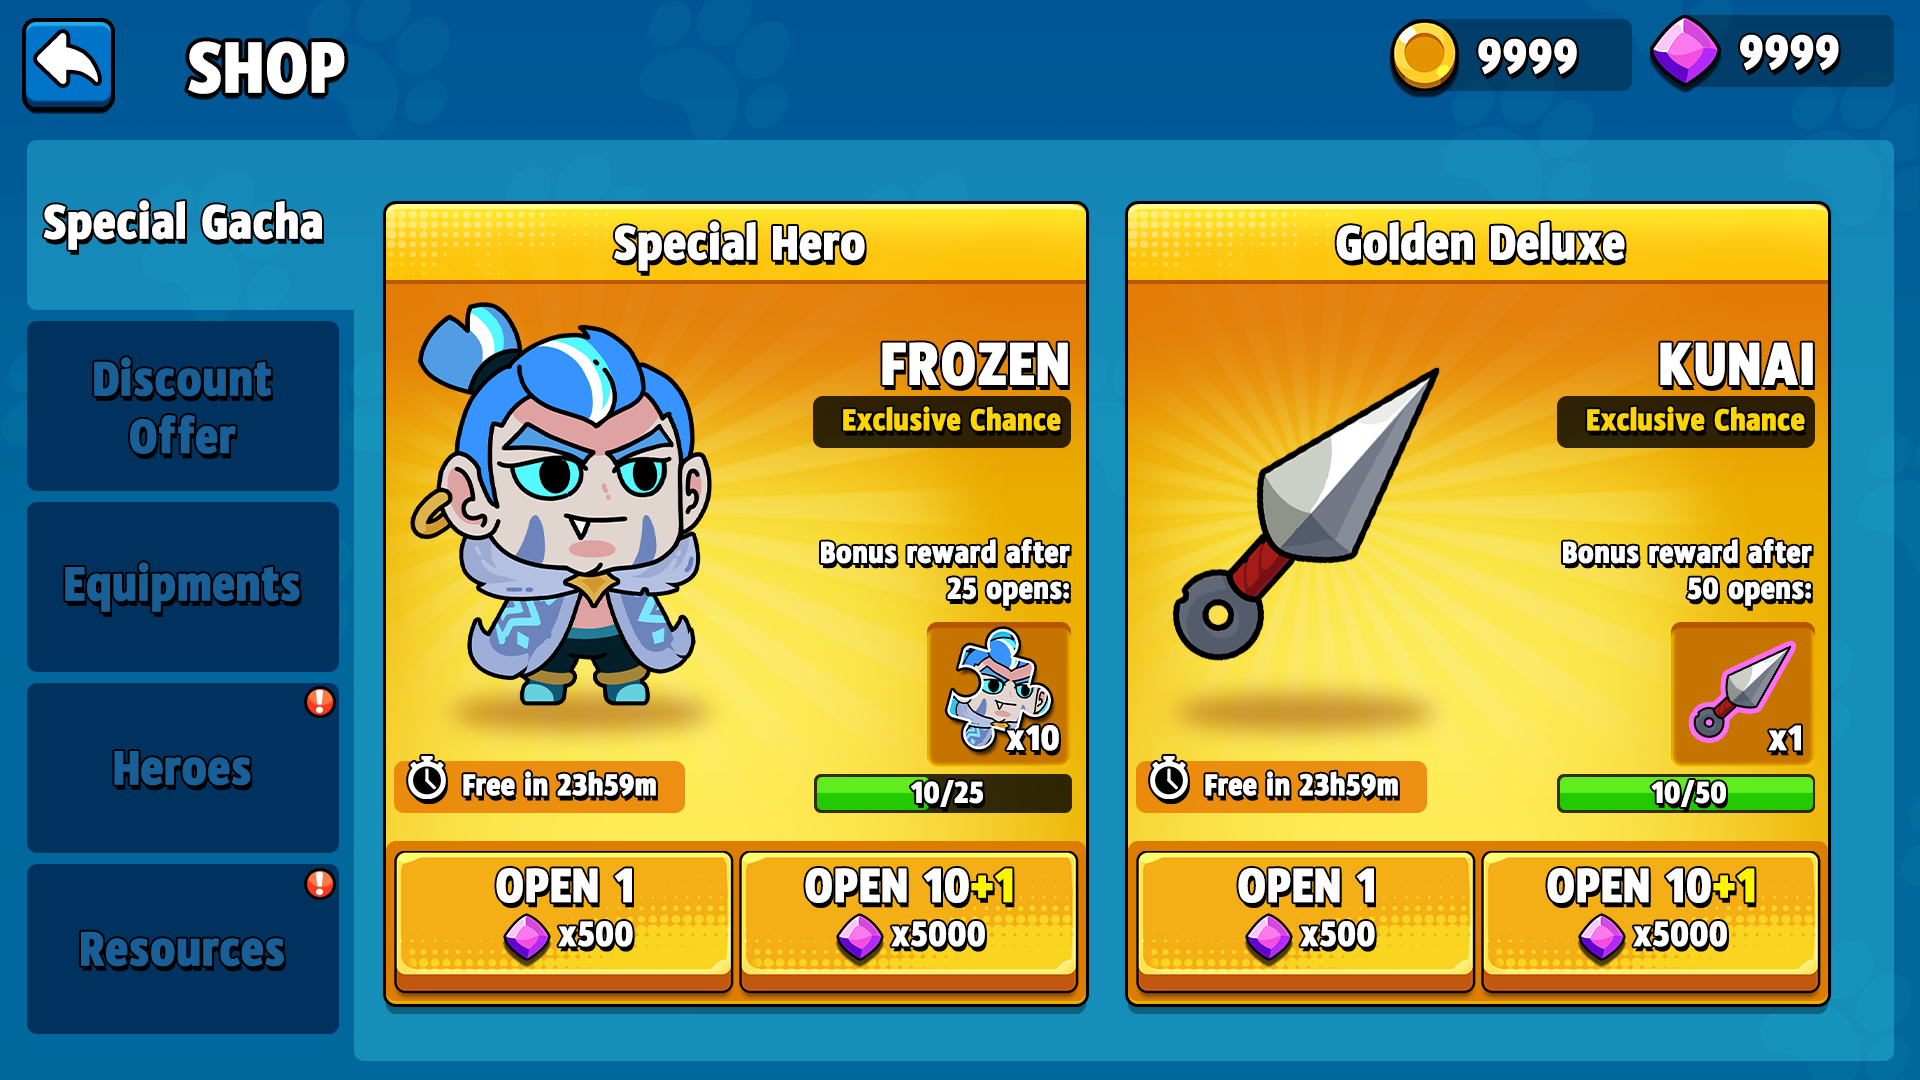 SHOP
9999
9999
Special Gacha
Discount
Offer
Equipments
Heroes
Resources
Special Hero
FROZEN
Exclusive Chance
Bonus reward after
25 opens:
x10
Free in 23h59m
10/25
OPEN 1
x500
OPEN 10+1
x5000
Golden Deluxe
KUNAI
Exclusive Chance
Bonus reward after
50 opens:
x1
Free in 23h59m
10/50
OPEN 1
x500
OPEN 10+1
x5000